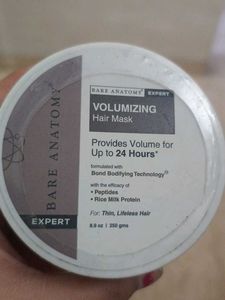 BARE ANATOMY EXPERT
VOLUMIZING
Hair Mask
Provides Volume for
Up to 24 Hours*
formulated with
Bond Bodifying Technology
with the efficacy of
• Peptides
• Rice Milk Protein
For: Thin, Lifeless Hair
8.8 oz | 250 gms
BARE ANATOMY
EXPERT